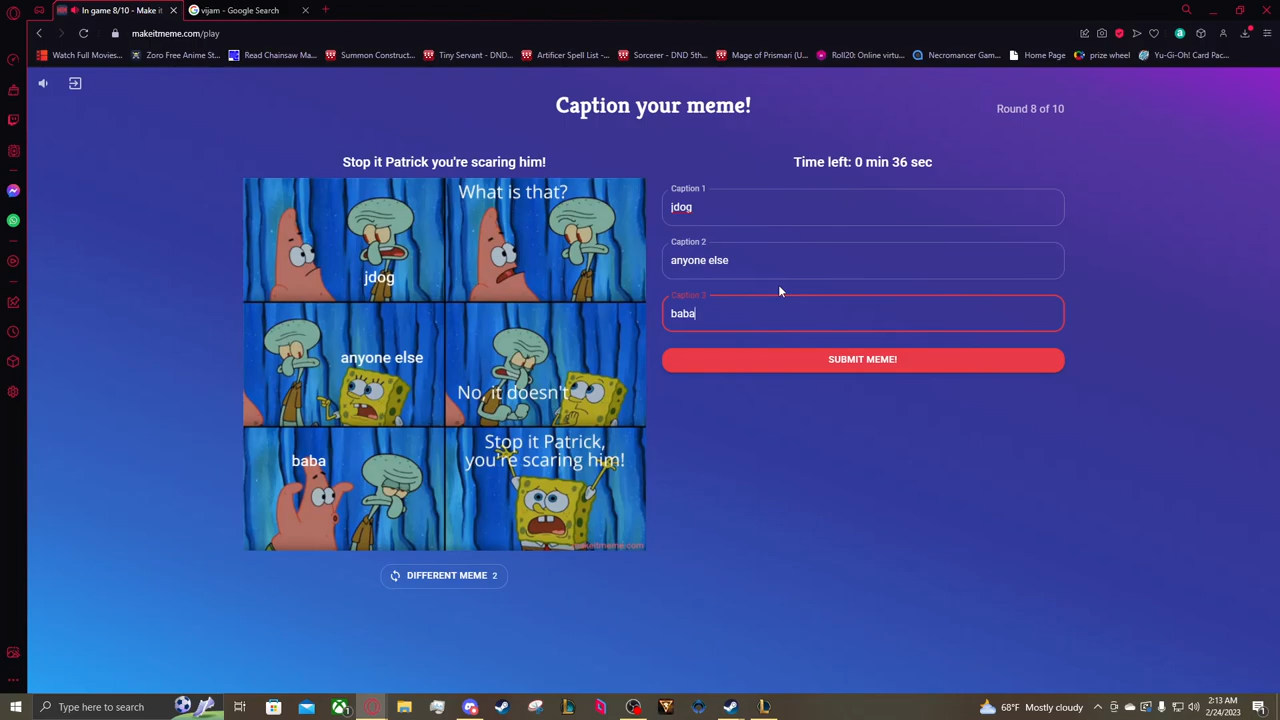 In game 8/10 - Make it
vijam - Google Search
makeitmeme.com/play
Watch Full Movies...
Zoro Free Anime St...
Read Chainsaw Ma...
Summon Construct...
Tiny Servant - DND...
Artificer Spell List -...
Sorcerer - DND 5th...
Mage of Prismari (U...
Roll20: Online virtu...
Necromancer Gam...
Home Page
prize wheel
Yu-Gi-Oh! Card Pac...
Caption your meme!
Round 8 of 10
Stop it Patrick you're scaring him!
Time left: 0 min 36 sec
What is that?
jdog
anyone else
No, it doesn't
baba
Stop it Patrick,
you're scaring him!
makeitmeme.com
Caption 1
jdog
Caption 2
anyone else
Caption 3
baba
SUBMIT MEME!
DIFFERENT MEME 2
Type here to search
68°F Mostly cloudy
2:13 AM
2/24/2023